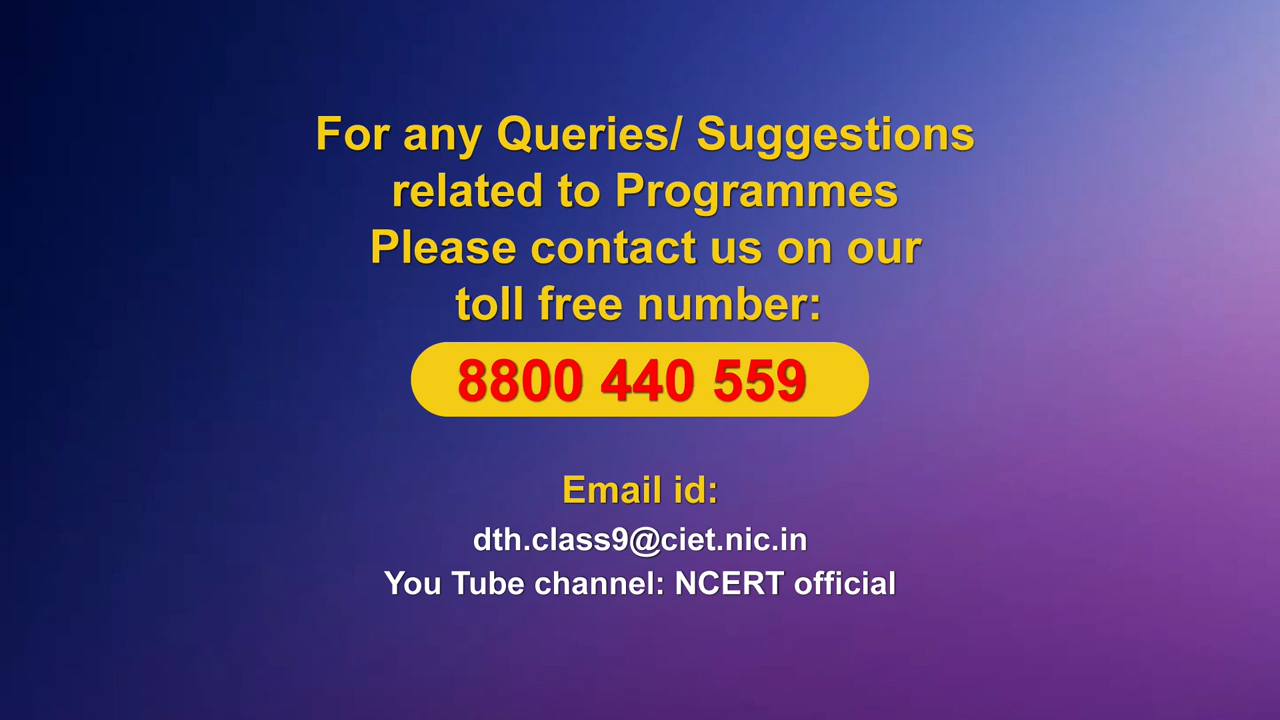 For any Queries/ Suggestions
related to Programmes
Please contact us on our
toll free number:
8800 440 559
Email id:
dth.class9@ciet.nic.in
You Tube channel: NCERT official